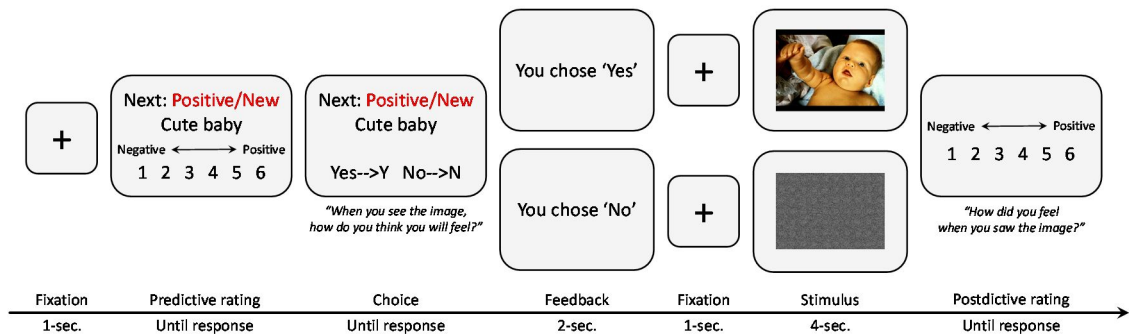 +
Next: Positive/New
Cute baby
Negative ⟷ Positive
1 2 3 4 5 6
Next: Positive/New
Cute baby
Yes-->Y No-->N
“When you see the image,
how do you think you will feel?”
You chose ‘Yes’
+
You chose ‘No’
+
Negative ⟷ Positive
1 2 3 4 5 6
“How did you feel
when you saw the image?”
Fixation
1-sec.
Predictive rating
Until response
Choice
Until response
Feedback
2-sec.
Fixation
1-sec.
Stimulus
4-sec.
Postdictive rating
Until response